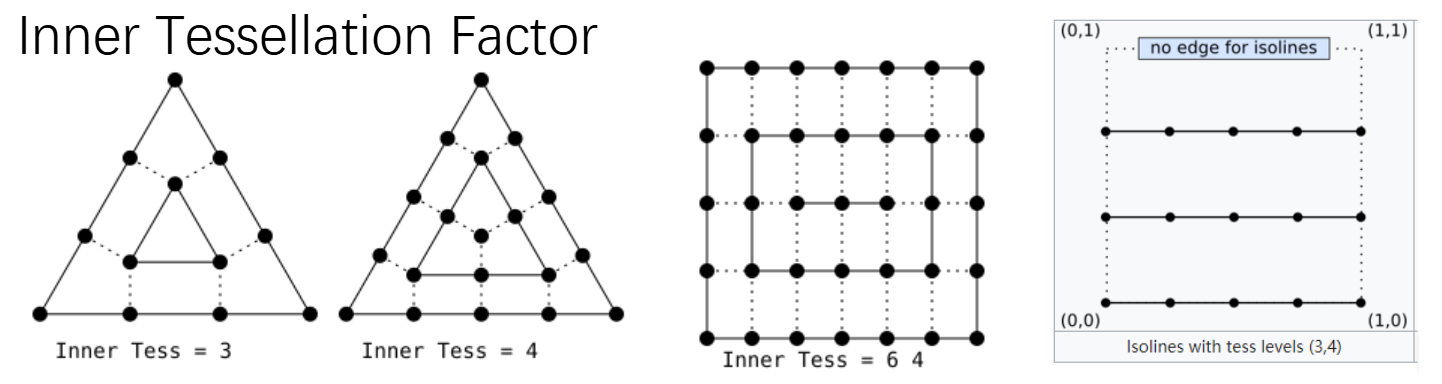 Inner Tessellation Factor
Inner Tess = 3
Inner Tess = 4
Inner Tess = 6 4
(0,1)
(1,1)
no edge for isolines
(0,0)
(1,0)
Isolines with tess levels (3,4)